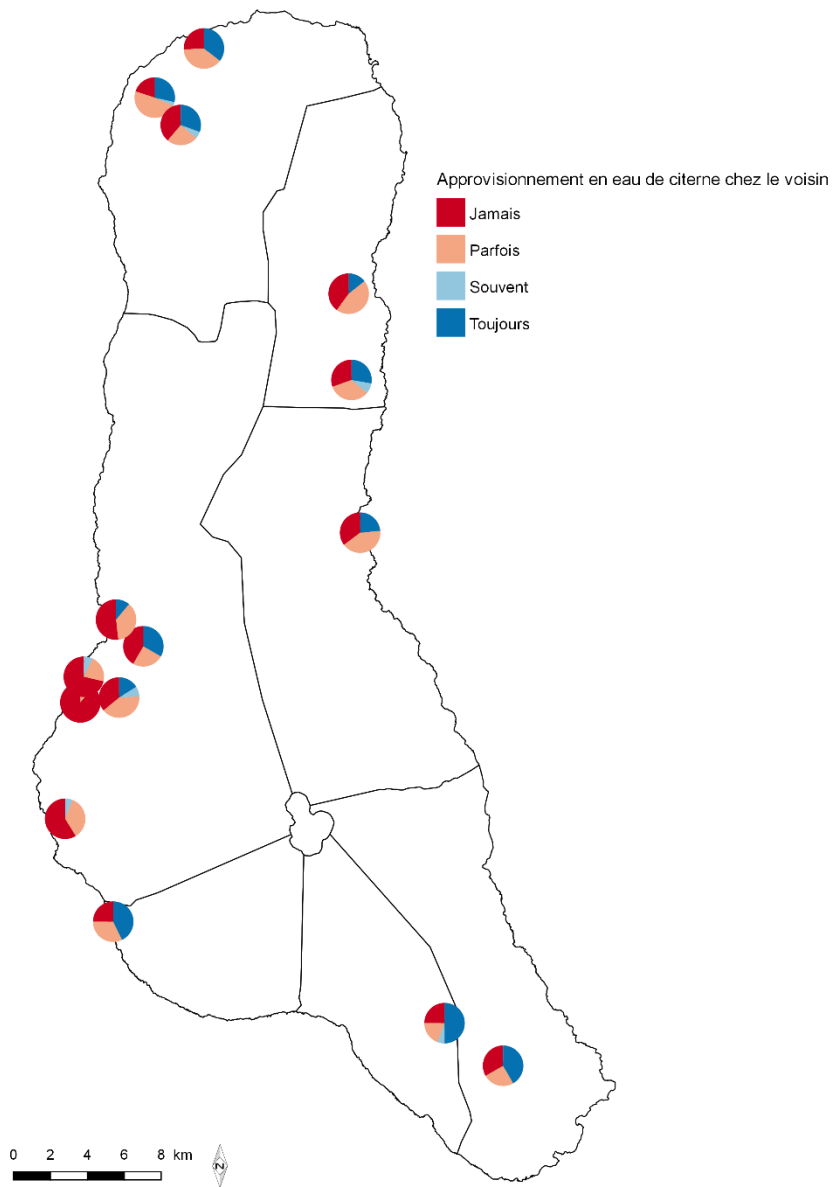 Approvisionnement en eau de citerne chez le voisin
Jamais
Parfois
Souvent
Toujours
0 2 4 6 8 km
N